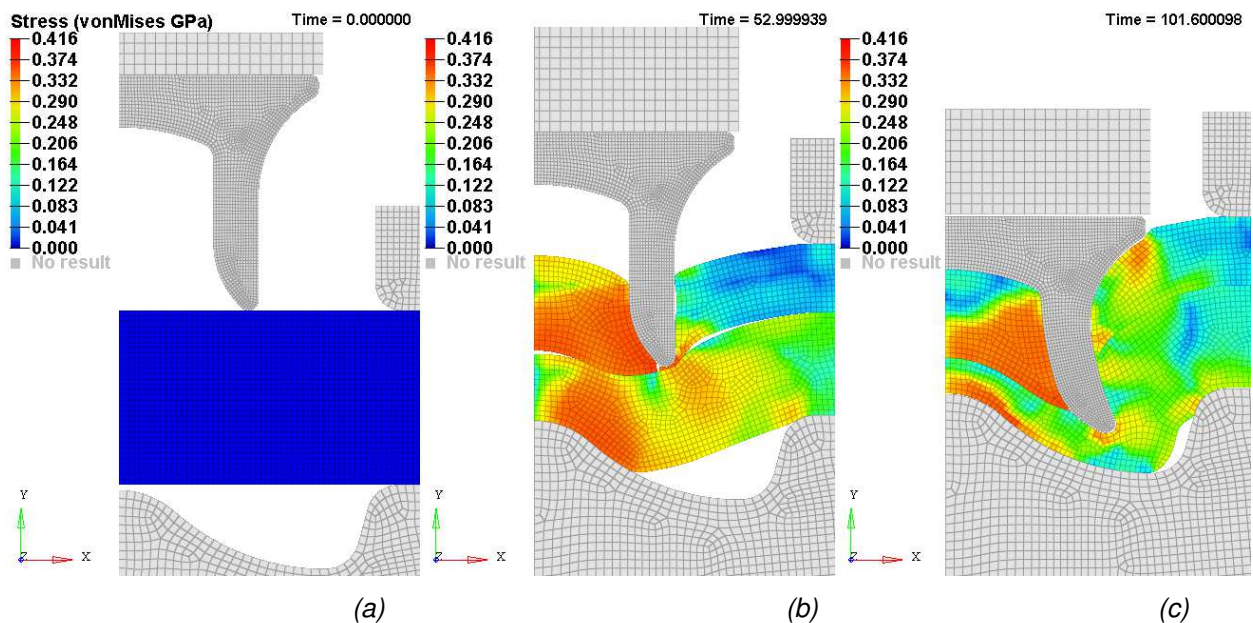 Stress (vonMises GPa)
Time = 0.000000
0.416
0.374
0.332
0.290
0.248
0.206
0.164
0.122
0.083
0.041
0.000
No result
Y
Z
X
(a)
Time = 52.999939
0.416
0.374
0.332
0.290
0.248
0.206
0.164
0.122
0.083
0.041
0.000
No result
Y
Z
X
(b)
Time = 101.600098
0.416
0.374
0.332
0.290
0.248
0.206
0.164
0.122
0.083
0.041
0.000
No result
Y
Z
X
(c)